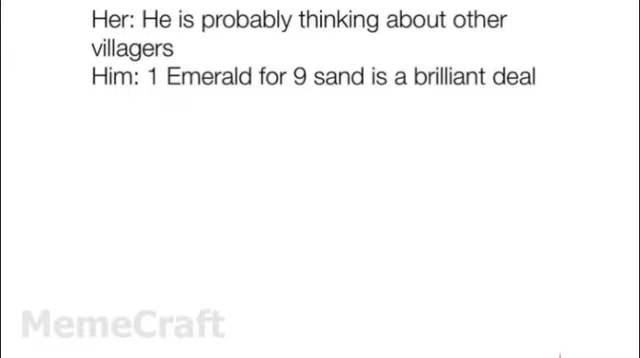 Her: He is probably thinking about other
villagers
Him: 1 Emerald for 9 sand is a brilliant deal
MemeCraft